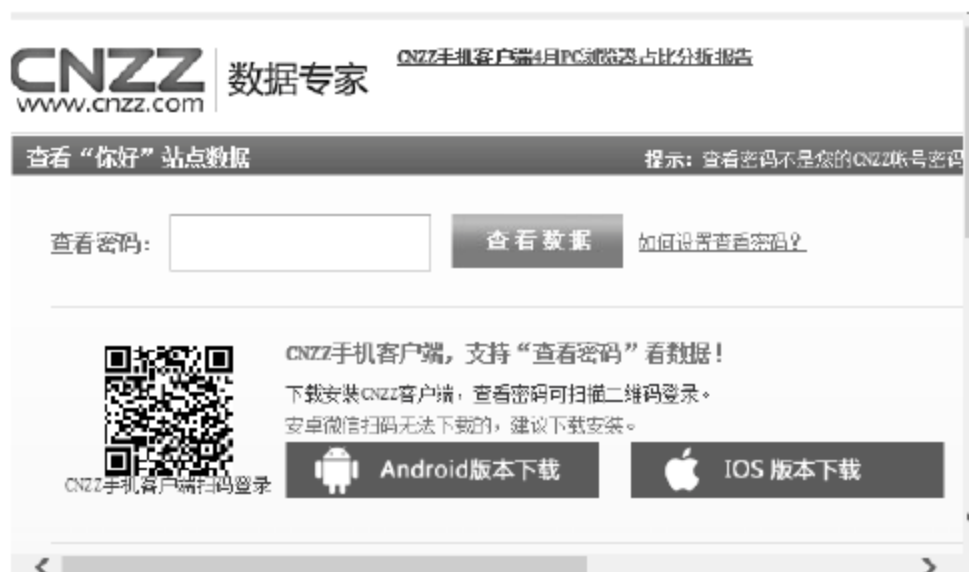 CNZZ 数据专家
www.cnzz.com
CNZZ手机客户端4月PC浏览器占比分析报告
查看“你好”站点数据
提示：查看密码不是您的CNZZ帐号密码
查看密码：
查看数据
如何设置查看密码？
CNZZ手机客户端，支持“查看密码”看数据！
下载安装CNZZ客户端，查看密码可扫描二维码登录。
安卓微信扫码无法下载的，建议下载安装。
CNZZ手机客户端扫码登录
Android版本下载
IOS 版本下载